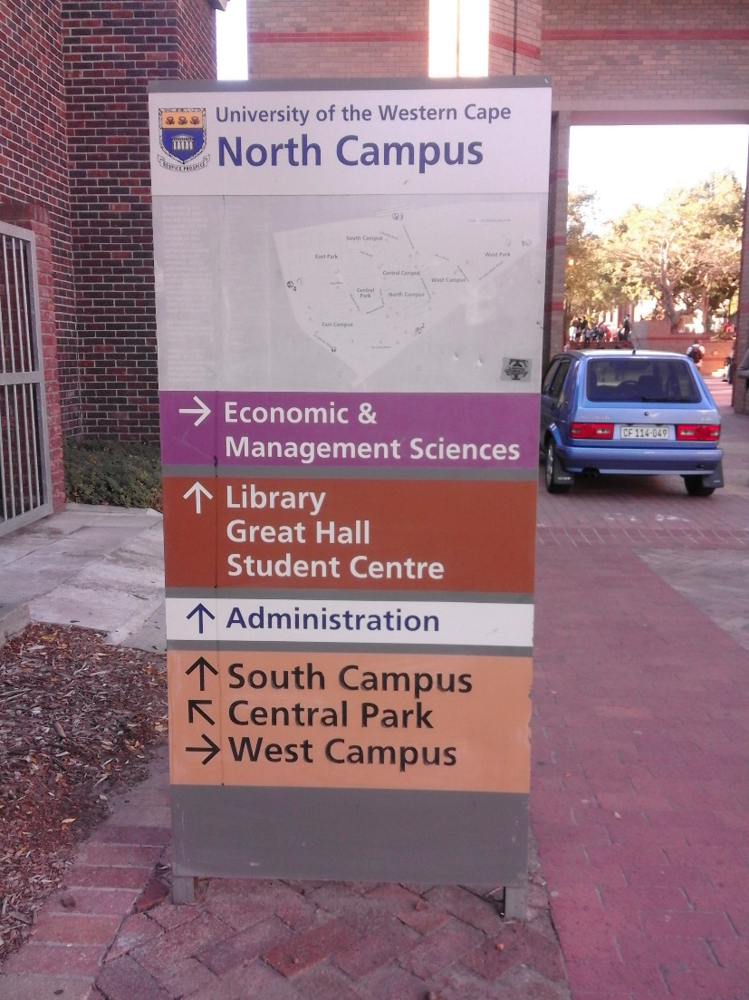 University of the Western Cape
North Campus
RESPICE PROSPICE
South Campus
East Park
West Park
Central Campus
West Campus
Central
Park
North Campus
East Campus
→ Economic &
Management Sciences
↑ Library
Great Hall
Student Centre
↑ Administration
↑ South Campus
↖ Central Park
→ West Campus
CF 114-049